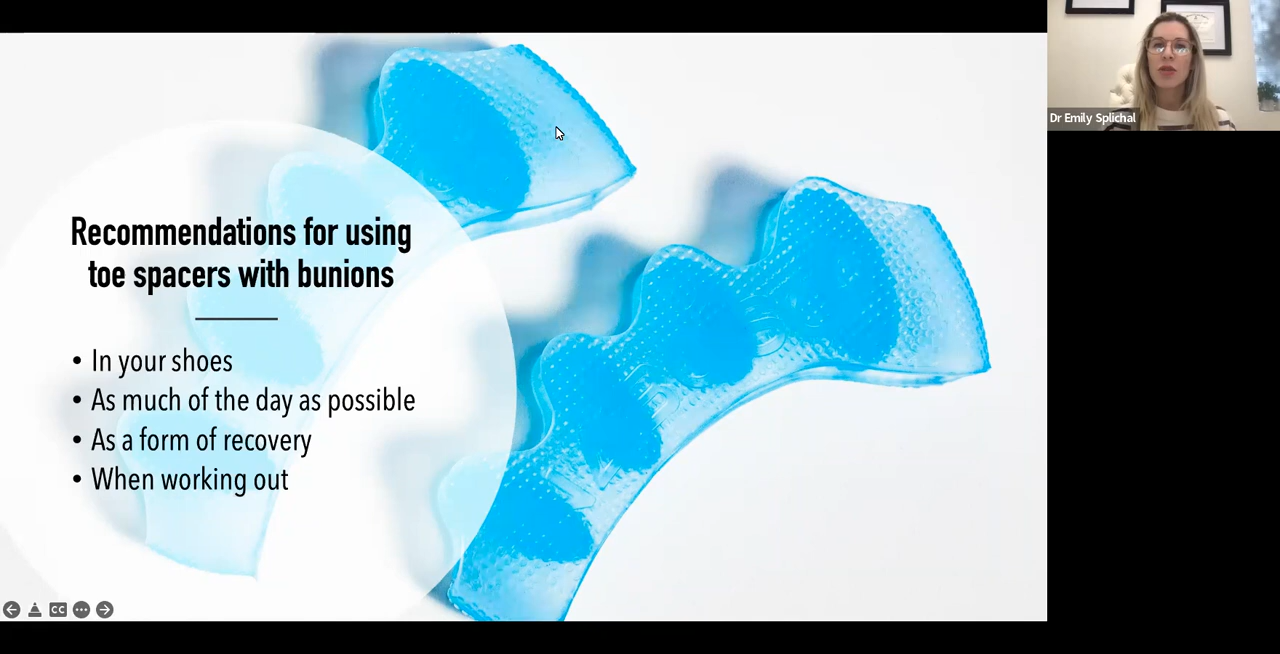 Recommendations for using
toe spacers with bunions
• In your shoes
• As much of the day as possible
• As a form of recovery
• When working out
Dr Emily Splichal
CC